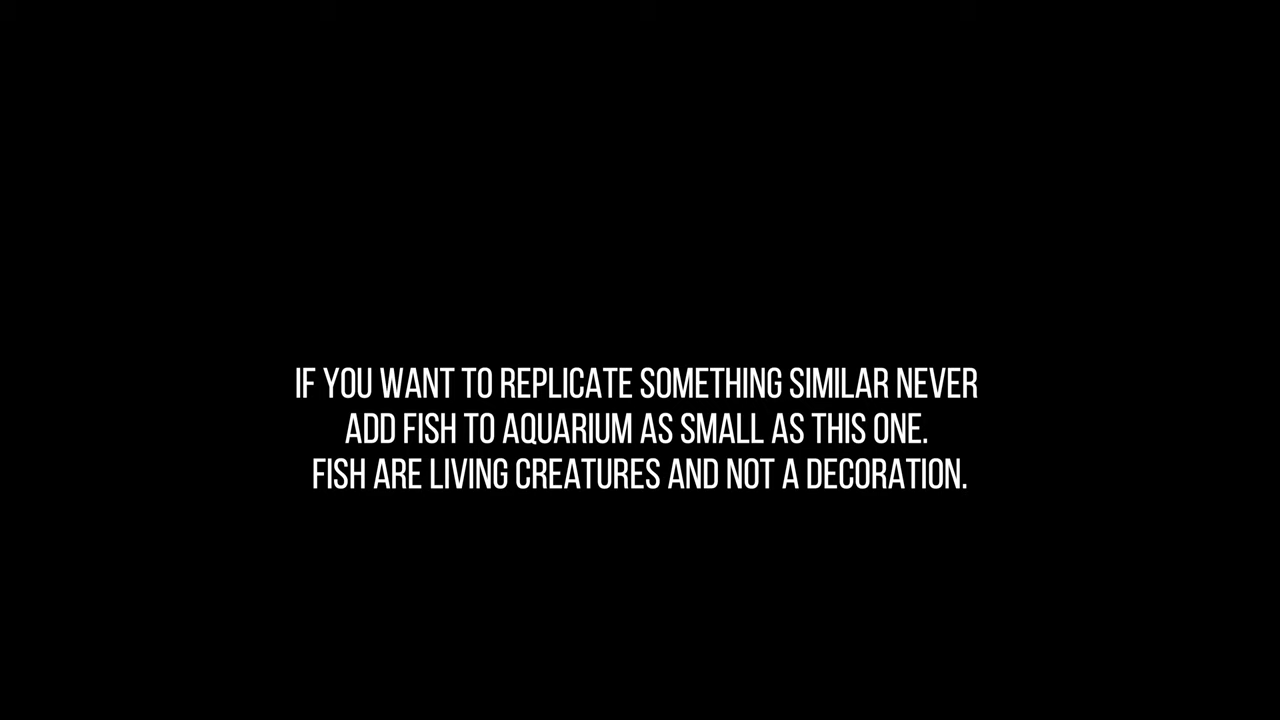 IF YOU WANT TO REPLICATE SOMETHING SIMILAR NEVER
ADD FISH TO AQUARIUM AS SMALL AS THIS ONE.
FISH ARE LIVING CREATURES AND NOT A DECORATION.